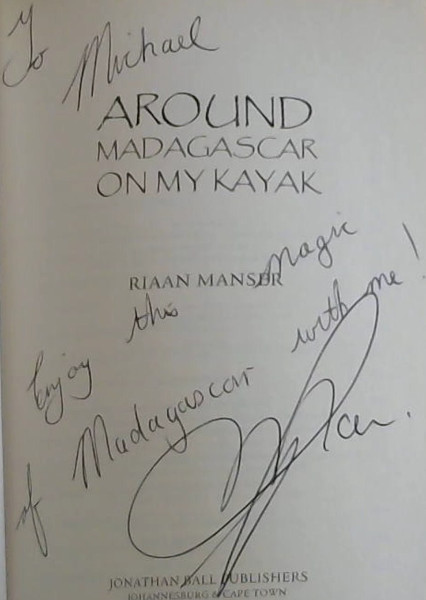 To Michael
AROUND
MADAGASCAR
ON MY KAYAK
RIAAN MANSER
Enjoy this magic
of Madagascar with me!
JONATHAN BALL PUBLISHERS
JOHANNESBURG & CAPE TOWN